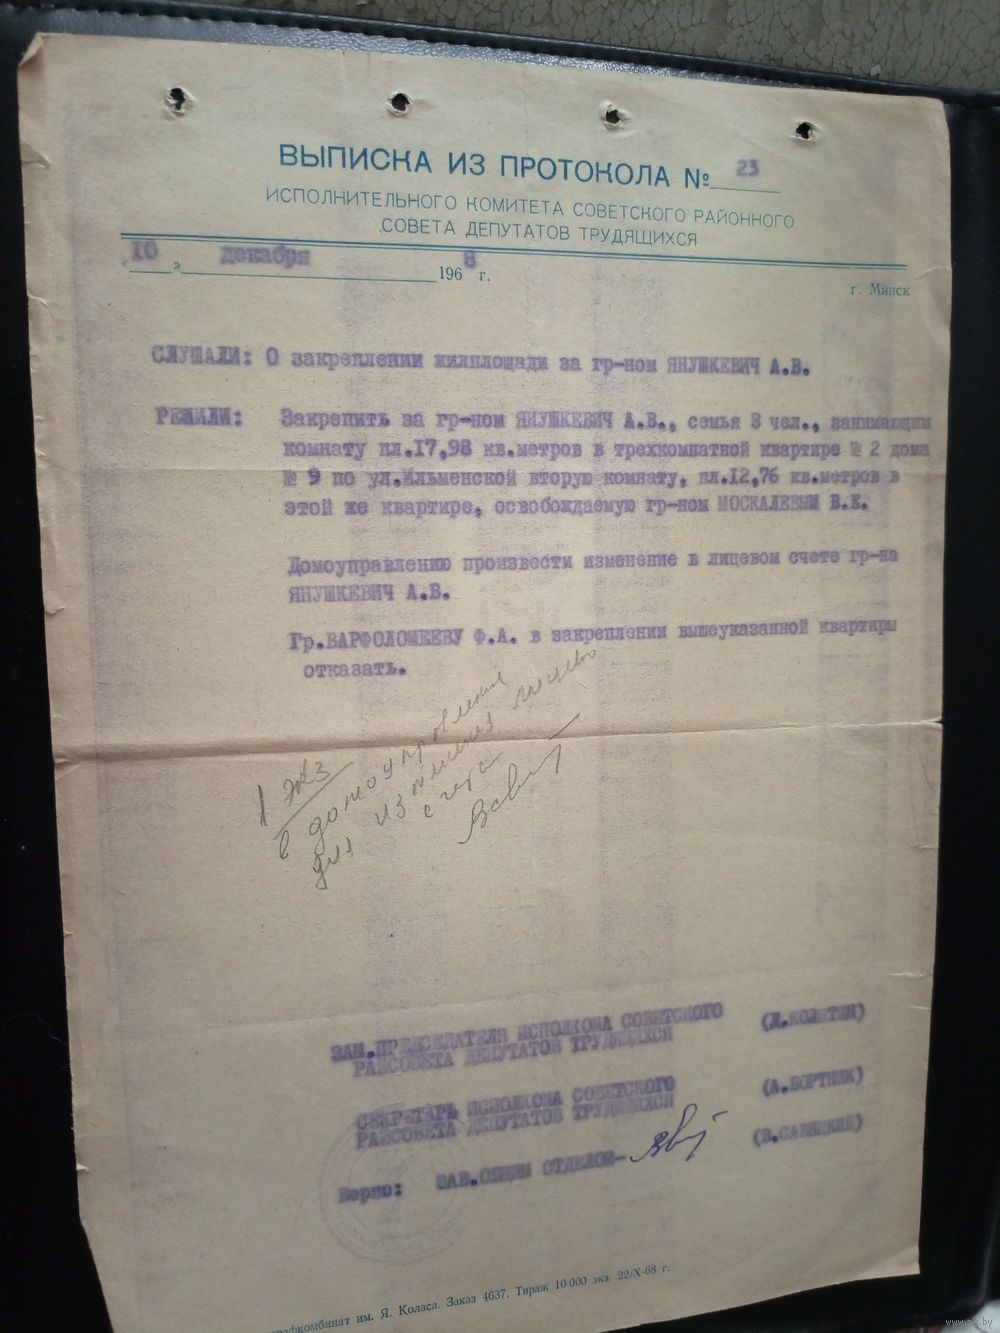 ВЫПИСКА ИЗ ПРОТОКОЛА № 23
ИСПОЛНИТЕЛЬНОГО КОМИТЕТА СОВЕТСКОГО РАЙОННОГО
СОВЕТА ДЕПУТАТОВ ТРУДЯЩИХСЯ
«10» декабря 1968 г.
г. Минск
СЛУШАЛИ: О закреплении жилплощади за гр-ном ЯНУШКЕВИЧ А.В.
РЕШИЛИ: Закрепить за гр-ном ЯНУШКЕВИЧ А.В., семья 3 чел., занимающим
комнату пл.17,98 кв.метров в трехкомнатной квартире № 2 дома
№ 9 по ул.Ильменской вторую комнату, пл.12,76 кв.метров в
этой же квартире, освобождаемую гр-ном МОСКАЛЕВЫМ В.К.
Домоуправлению произвести изменение в лицевом счете гр-на
ЯНУШКЕВИЧ А.В.
Гр.ВАРФОЛОМЕЕВУ Ф.А. в закреплении вышеуказанной квартиры
отказать.
1 экз
в домоуправление
для изменения лицево
счета
ЗАМ.ПРЕДСЕДАТЕЛЯ ИСПОЛКОМА СОВЕТСКОГО
РАЙСОВЕТА ДЕПУТАТОВ ТРУДЯЩИХСЯ
СЕКРЕТАРЬ ИСПОЛКОМА СОВЕТСКОГО (А.БОРТНИК)
РАЙСОВЕТА ДЕПУТАТОВ ТРУДЯЩИХСЯ
Верно: ЗАВ.ОБЩИМ ОТДЕЛОМ- (В.САВИЦКИЙ)
графкомбинат им. Я. Коласа. Заказ 4637. Тираж 10 000 экз. 22/X-68 г.